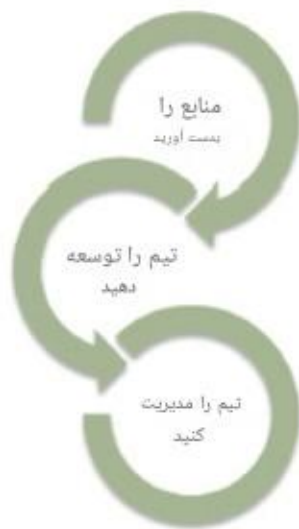 منابع را
بدست آورید
تیم را توسعه
دهید
تیم را مدیریت
کنید